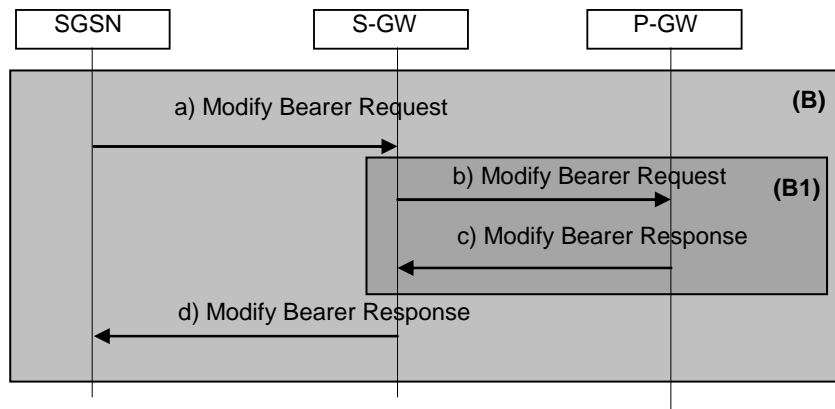 SGSN
S-GW
P-GW
(B)
a) Modify Bearer Request
b) Modify Bearer Request
(B1)
c) Modify Bearer Response
d) Modify Bearer Response